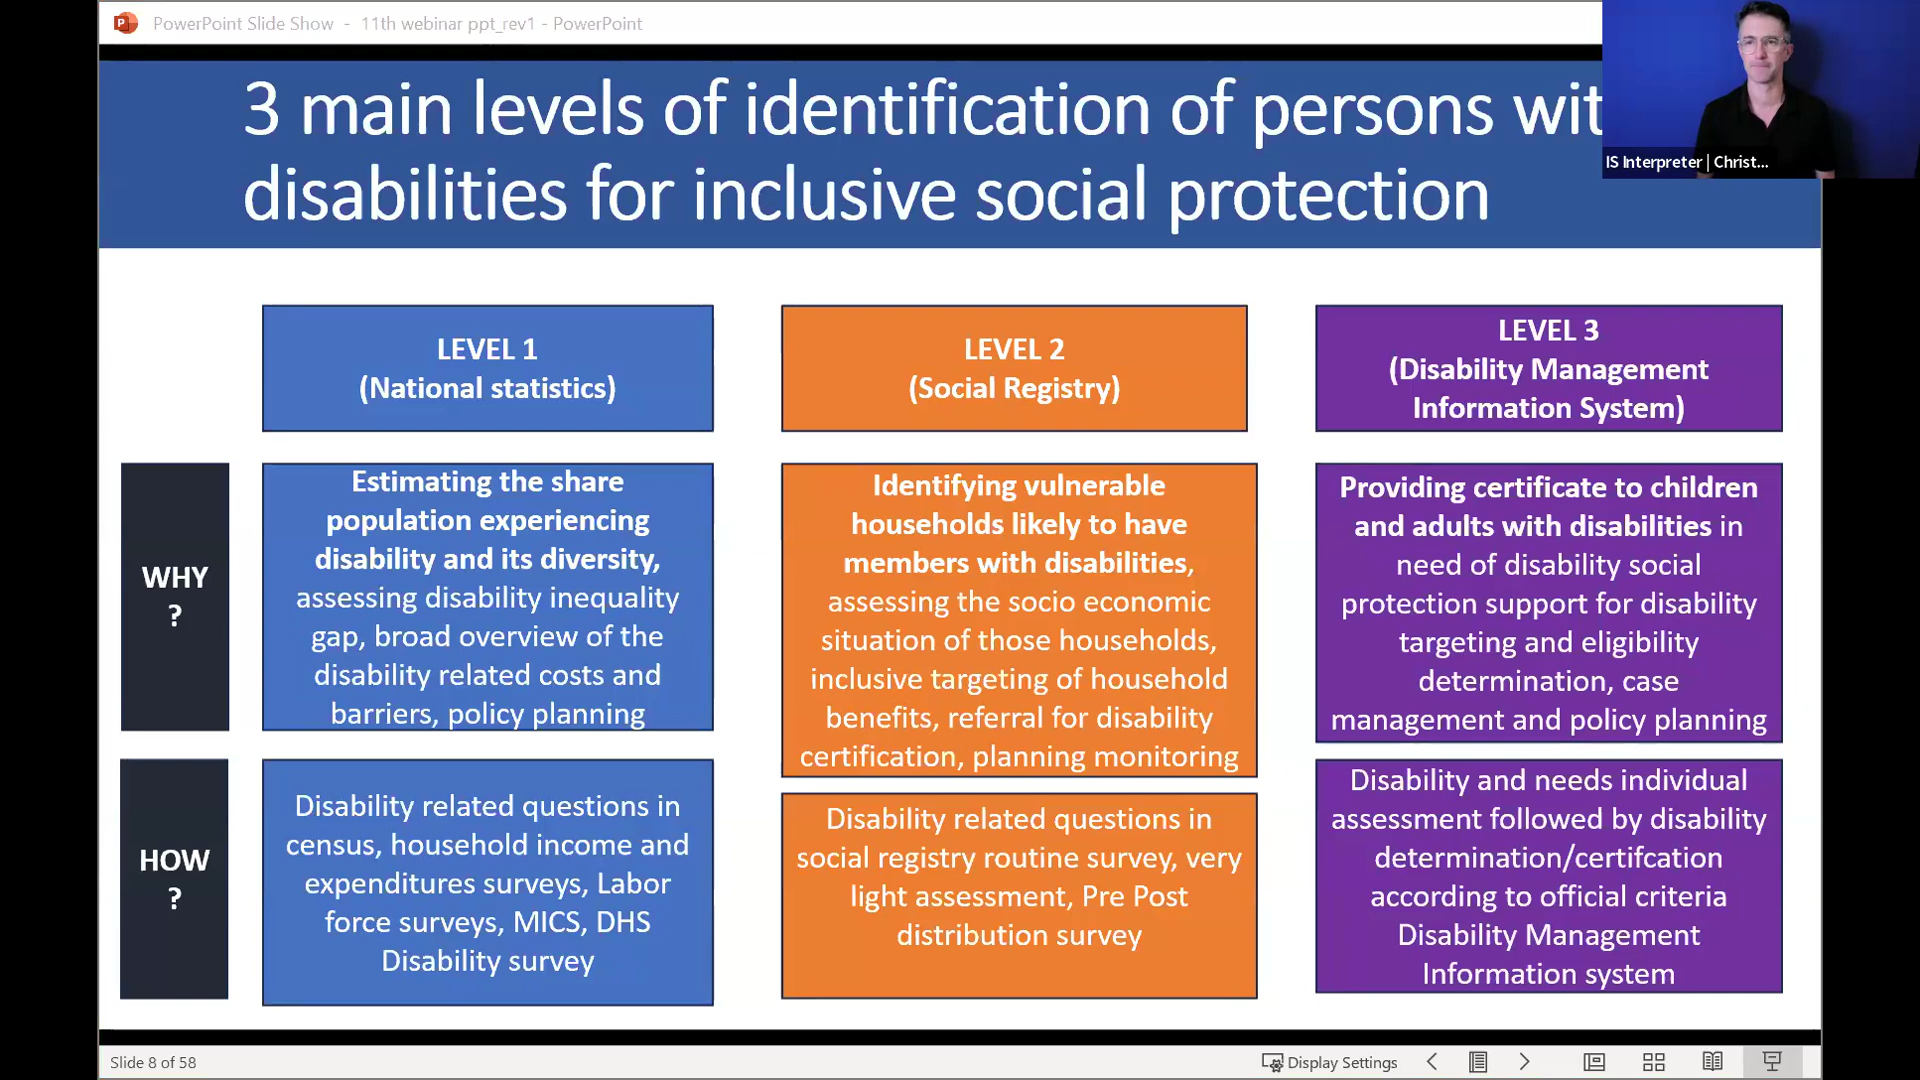 PowerPoint Slide Show - 11th webinar ppt_rev1 - PowerPoint
3 main levels of identification of persons wit
disabilities for inclusive social protection
IS Interpreter | Christ...
LEVEL 1
(National statistics)
LEVEL 2
(Social Registry)
LEVEL 3
(Disability Management
Information System)
WHY
?
Estimating the share
population experiencing
disability and its diversity,
assessing disability inequality
gap, broad overview of the
disability related costs and
barriers, policy planning
Identifying vulnerable
households likely to have
members with disabilities,
assessing the socio economic
situation of those households,
inclusive targeting of household
benefits, referral for disability
certification, planning monitoring
Providing certificate to children
and adults with disabilities in
need of disability social
protection support for disability
targeting and eligibility
determination, case
management and policy planning
HOW
?
Disability related questions in
census, household income and
expenditures surveys, Labor
force surveys, MICS, DHS
Disability survey
Disability related questions in
social registry routine survey, very
light assessment, Pre Post
distribution survey
Disability and needs individual
assessment followed by disability
determination/certifcation
according to official criteria
Disability Management
Information system
Slide 8 of 58
Display Settings